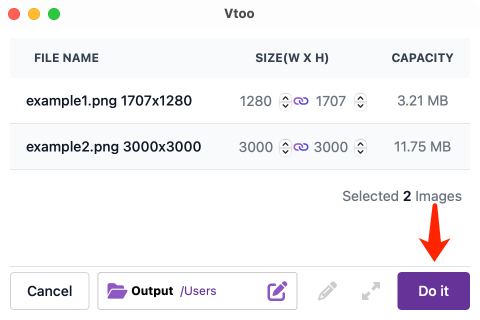 Vtoo
FILE NAME SIZE(W X H) CAPACITY
example1.png 1707x1280 1280 1707 3.21 MB
example2.png 3000x3000 3000 3000 11.75 MB
Selected 2 Images
Cancel Output /Users Do it